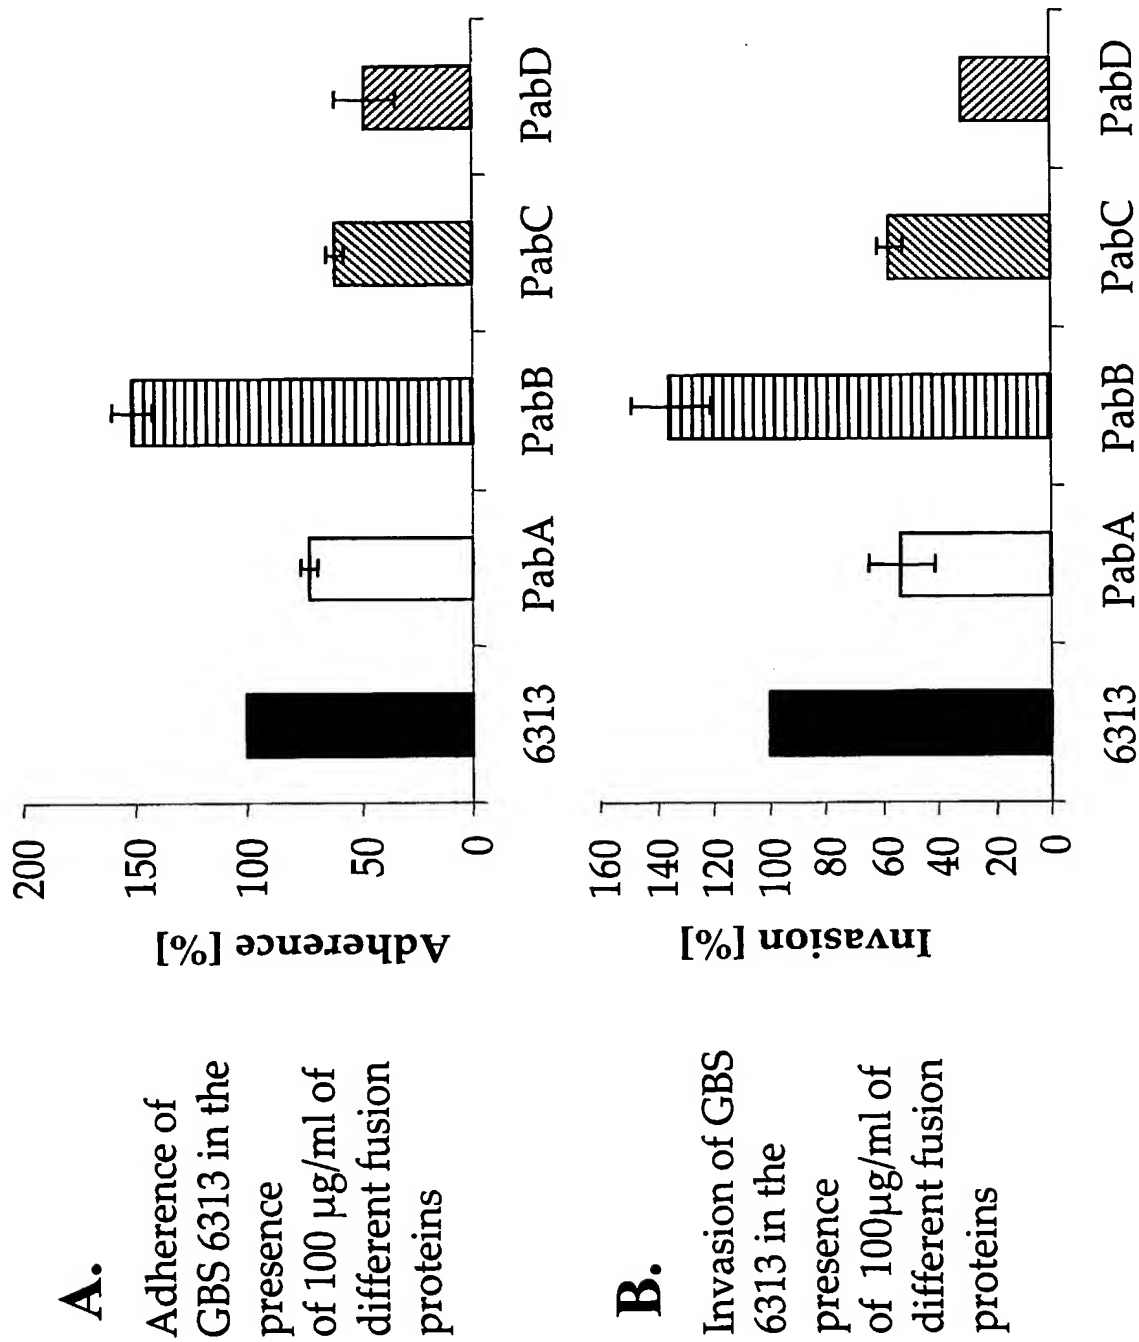 A.
Adherence of
GBS 6313 in the
presence
of 100 µg/ml of
different fusion
proteins
Adherence [%]
200
150
100
50
0
6313 PabA PabB PabC PabD
B.
Invasion of GBS
6313 in the
presence
of 100µg/ml of
different fusion
proteins
Invasion [%]
160
140
120
100
80
60
40
20
0
6313 PabA PabB PabC PabD